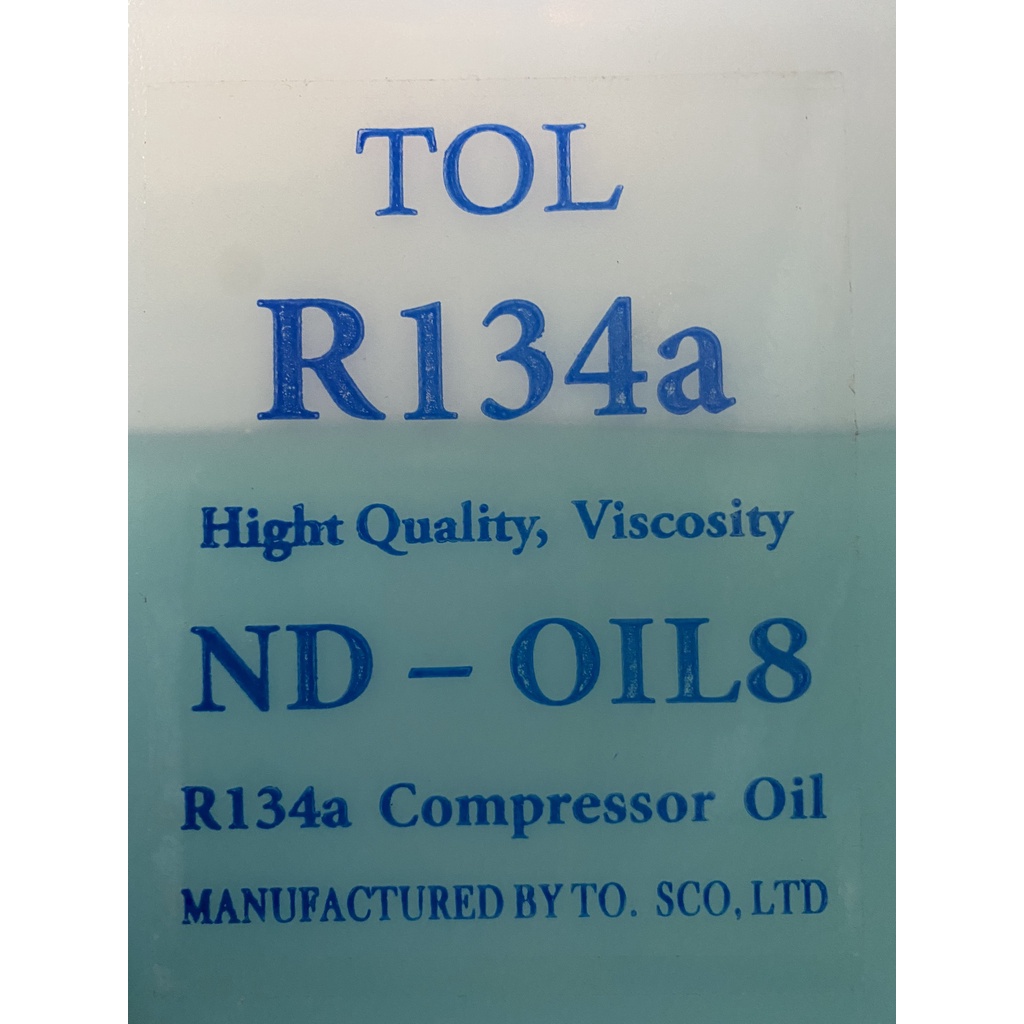 TOL
R134a
Hight Quality, Viscosity
ND - OIL8
R134a Compressor Oil
MANUFACTURED BY TO. SCO, LTD